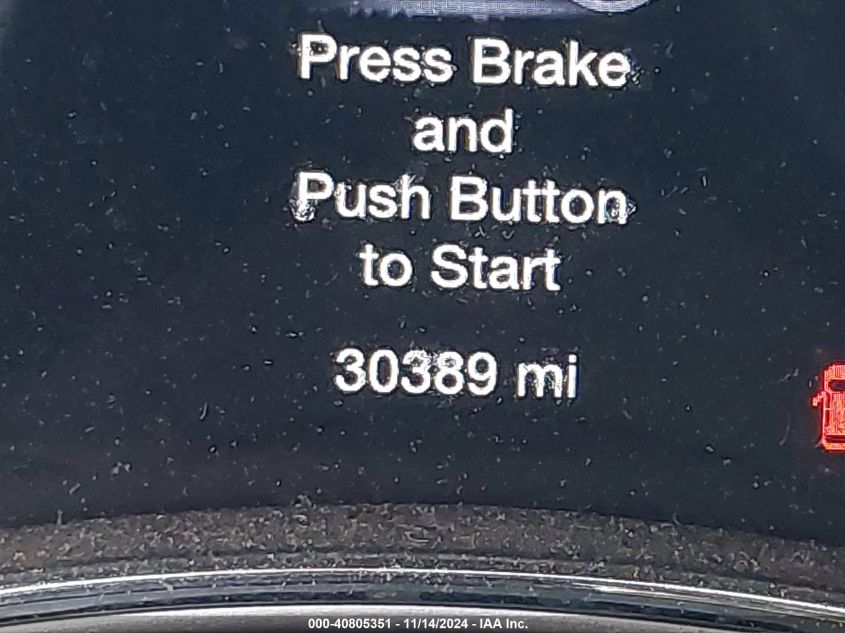 Press Brake
and
Push Button
to Start
30389 mi
000-40805351 - 11/14/2024 - IAA Inc.